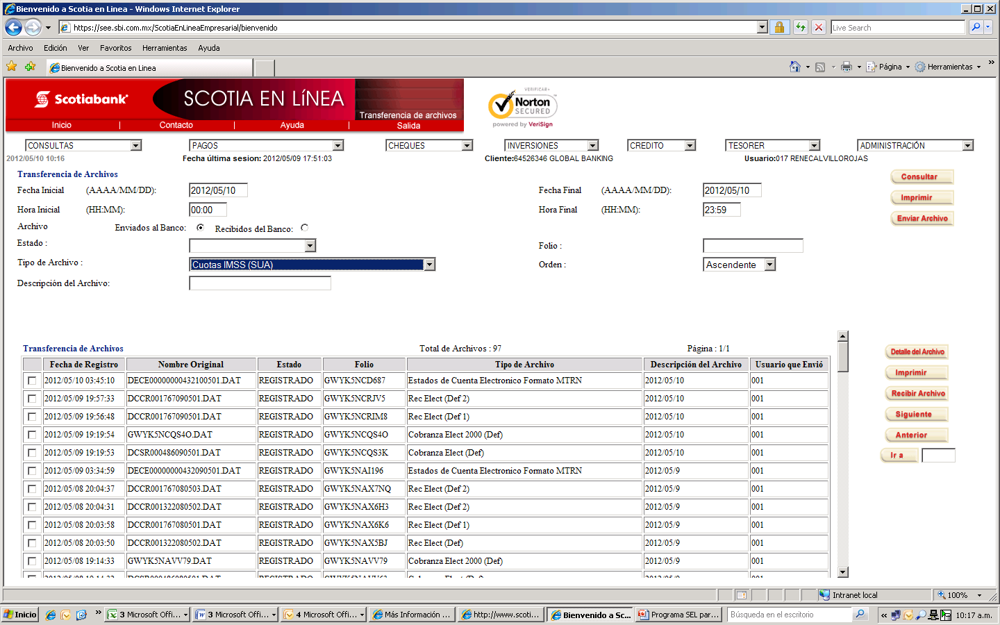 Bienvenido a Scotia en Linea - Windows Internet Explorer
https://see.sbi.com.mx/ScotiaEnLineaEmpresarial/bienvenido
Live Search
Archivo Edición Ver Favoritos Herramientas Ayuda
Bienvenido a Scotia en Linea
Página Herramientas »
Scotiabank SCOTIA EN LíNEA
Transferencia de archivos
VERIFICAR▸
Norton
SECURED
powered by VeriSign
Inicio | Contacto | Ayuda | Salida
CONSULTAS PAGOS CHEQUES INVERSIONES CREDITO TESORER ADMINISTRACIÓN
2012/05/10 10:16 Fecha última sesion: 2012/05/09 17:51:03 Cliente:64526346 GLOBAL BANKING Usuario:017 RENECALVILLOROJAS
Transferencia de Archivos
Consultar
Fecha Inicial (AAAA/MM/DD): 2012/05/10 Fecha Final (AAAA/MM/DD): 2012/05/10
Imprimir
Hora Inicial (HH:MM): 00:00 Hora Final (HH:MM): 23:59
Enviar Archivo
Archivo Enviados al Banco: Recibidos del Banco:
Estado : Folio :
Tipo de Archivo : Cuotas IMSS (SUA) Orden : Ascendente
Descripción del Archivo:
Transferencia de Archivos Total de Archivos : 97 Página : 1/1
Fecha de Registro Nombre Original Estado Folio Tipo de Archivo Descripción del Archivo Usuario que Envió
2012/05/10 03:45:10 DECE00000000432100501.DAT REGISTRADO GWYK5NCD687 Estados de Cuenta Electronico Formato MTRN 2012/05/10 001
2012/05/09 19:57:33 DCCR001767090501.DAT REGISTRADO GWYK5NCRJV5 Rec Elect (Def 2) 2012/05/10 001
2012/05/09 19:56:48 DCCR001767090501.DAT REGISTRADO GWYK5NCRIM8 Rec Elect (Def 1) 2012/05/10 001
2012/05/09 19:19:54 GWYK5NCQS4O.DAT REGISTRADO GWYK5NCQS4O Cobranza Elect 2000 (Def) 2012/05/10 001
2012/05/09 19:19:53 DCSR000486090501.DAT REGISTRADO GWYK5NCQS3K Cobranza Elect (Def) 2012/05/10 001
2012/05/09 03:34:59 DECE00000000432090501.DAT REGISTRADO GWYK5NAI196 Estados de Cuenta Electronico Formato MTRN 2012/05/9 001
2012/05/08 20:04:37 DCCR001767080503.DAT REGISTRADO GWYK5NAX7NQ Rec Elect (Def 2) 2012/05/9 001
2012/05/08 20:04:31 DCCR001322080502.DAT REGISTRADO GWYK5NAX6H3 Rec Elect (Def 2) 2012/05/9 001
2012/05/08 20:03:58 DCCR001767080501.DAT REGISTRADO GWYK5NAX6K6 Rec Elect (Def 1) 2012/05/9 001
2012/05/08 20:03:50 DCCR001322080502.DAT REGISTRADO GWYK5NAX5BJ Rec Elect (Def) 2012/05/9 001
2012/05/08 19:14:33 GWYK5NAVV79.DAT REGISTRADO GWYK5NAVV79 Cobranza Elect 2000 (Def) 2012/05/9 001
Detalle del Archivo
Imprimir
Recibir Archivo
Siguiente
Anterior
Ir a
Intranet local 100%
Inicio » 3 Microsoft Offi... 3 Microsoft Offi... 4 Microsoft Offi... Más Información ... http://www.scoti... Bienvenido a Sc... Programa SEL par... Búsqueda en el escritorio « 10:17 a.m.